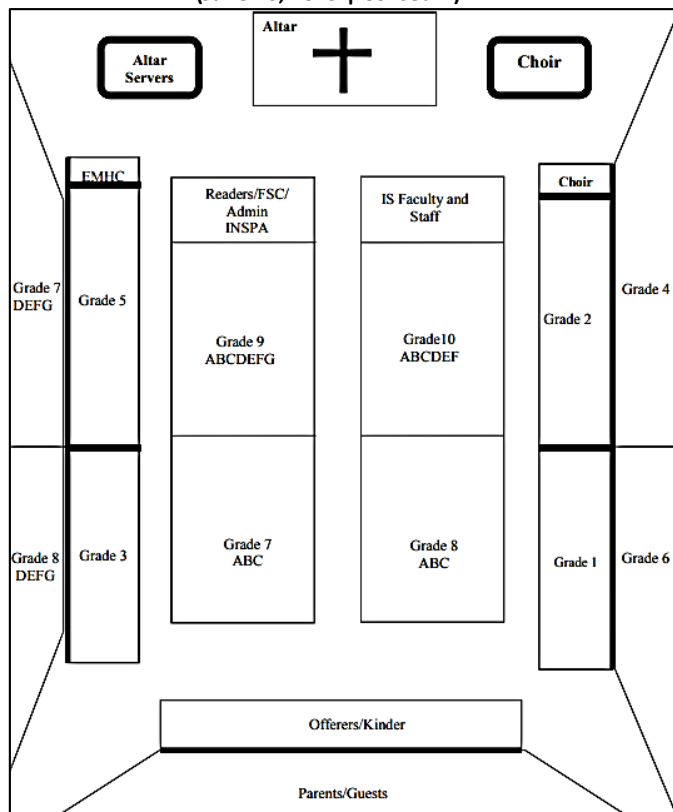 Altar
Altar
Servers
Choir
EMHC
Readers/FSC/
Admin
INSPA
IS Faculty and
Staff
Choir
Grade 7
DEFG
Grade 5
Grade 9
ABCDEFG
Grade10
ABCDEF
Grade 2
Grade 4
Grade 8
DEFG
Grade 3
Grade 7
ABC
Grade 8
ABC
Grade 1
Grade 6
Offerers/Kinder
Parents/Guests